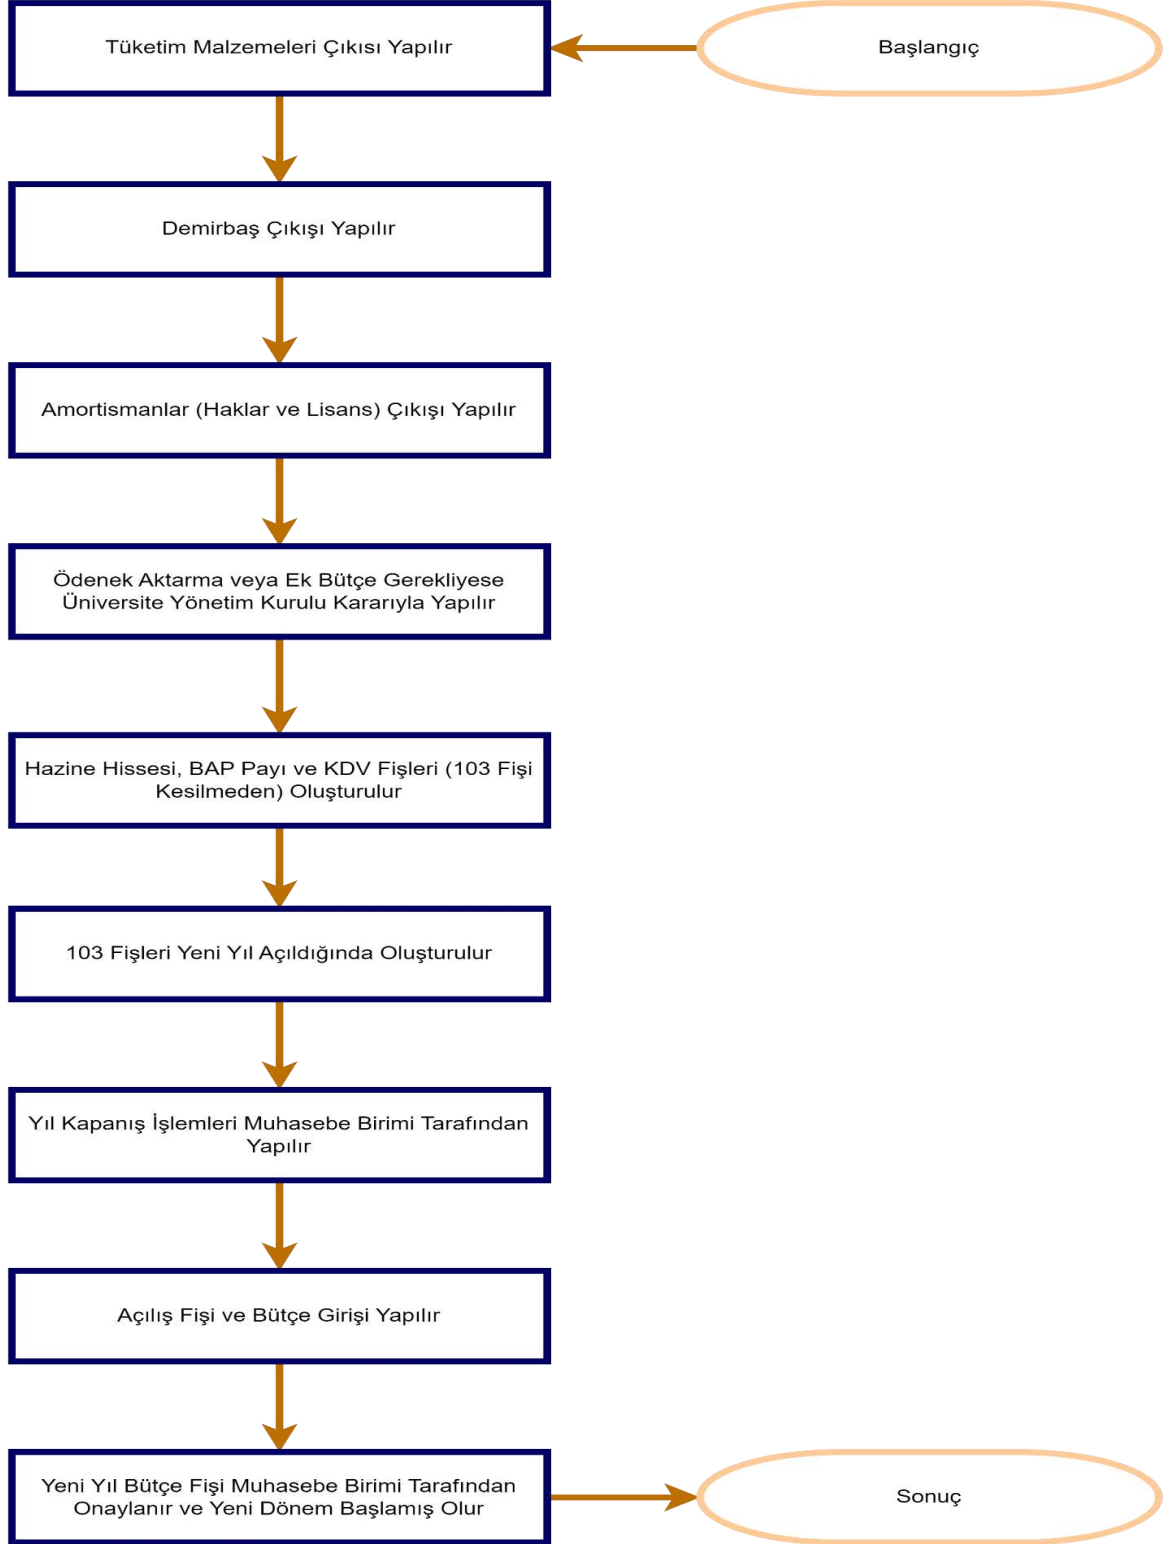 Tüketim Malzemeleri Çıkısı Yapılır
Başlangıç
Demirbaş Çıkışı Yapılır
Amortismanlar (Haklar ve Lisans) Çıkışı Yapılır
Ödenek Aktarma veya Ek Bütçe Gerekliyese
Üniversite Yönetim Kurulu Kararıyla Yapılır
Hazine Hissesi, BAP Payı ve KDV Fişleri (103 Fişi
Kesilmeden) Oluşturulur
103 Fişleri Yeni Yıl Açıldığında Oluşturulur
Yıl Kapanış İşlemleri Muhasebe Birimi Tarafından
Yapılır
Açılış Fişi ve Bütçe Girişi Yapılır
Yeni Yıl Bütçe Fişi Muhasebe Birimi Tarafından
Onaylanır ve Yeni Dönem Başlamış Olur
Sonuç